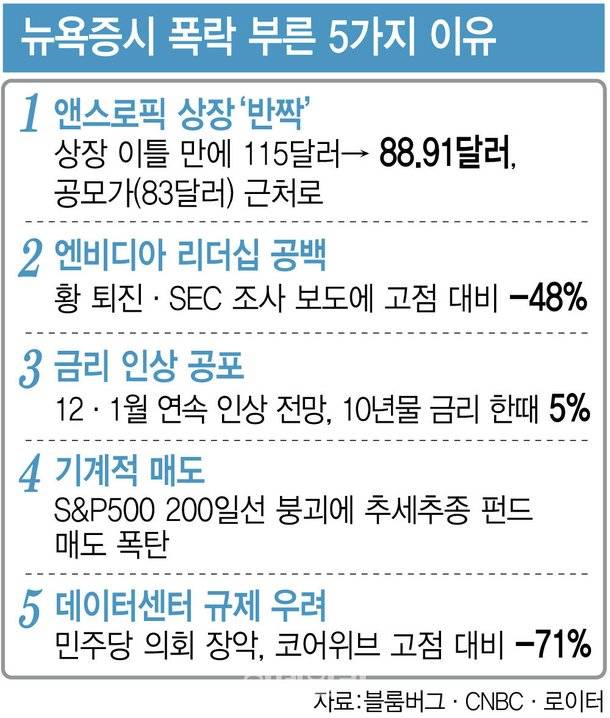 뉴욕증시 폭락 부른 5가지 이유
1 앤스로픽 상장 ‘반짝’
상장 이틀 만에 115달러→ 88.91달러,
공모가(83달러) 근처로
2 엔비디아 리더십 공백
황 퇴진·SEC 조사 보도에 고점 대비 −48%
3 금리 인상 공포
12·1월 연속 인상 전망, 10년물 금리 한때 5%
4 기계적 매도
S&P500 200일선 붕괴에 추세추종 펀드
매도 폭탄
5 데이터센터 규제 우려
민주당 의회 장악, 코어위브 고점 대비 −71%
자료:블룸버그·CNBC·로이터